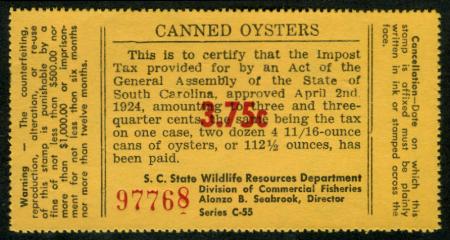 Warning — The counterfeiting,
reproduction, alteration or re-use
of this stamp punishable by a
fine of not less than $500.00 nor
more than $1,000.00 or imprison-
ment for not less than six months
nor more than twelve months.
CANNED OYSTERS
This is to certify that the Impost
Tax provided for by an Act of the
General Assembly of the State of
South Carolina, approved April 2nd,
1924, amounting to three and three-
quarter cents, the same being the tax
on one case, two dozen 4 11/16-ounce
cans of oysters, or 112½ ounces, has
been paid.
3.75¢
S. C. State Wildlife Resources Department
Division of Commercial Fisheries
Alonzo B. Seabrook, Director
Series C-55
97768
Cancellation—Date on which this
stamp is affixed must be plainly
written in ink or stamped across the
face.